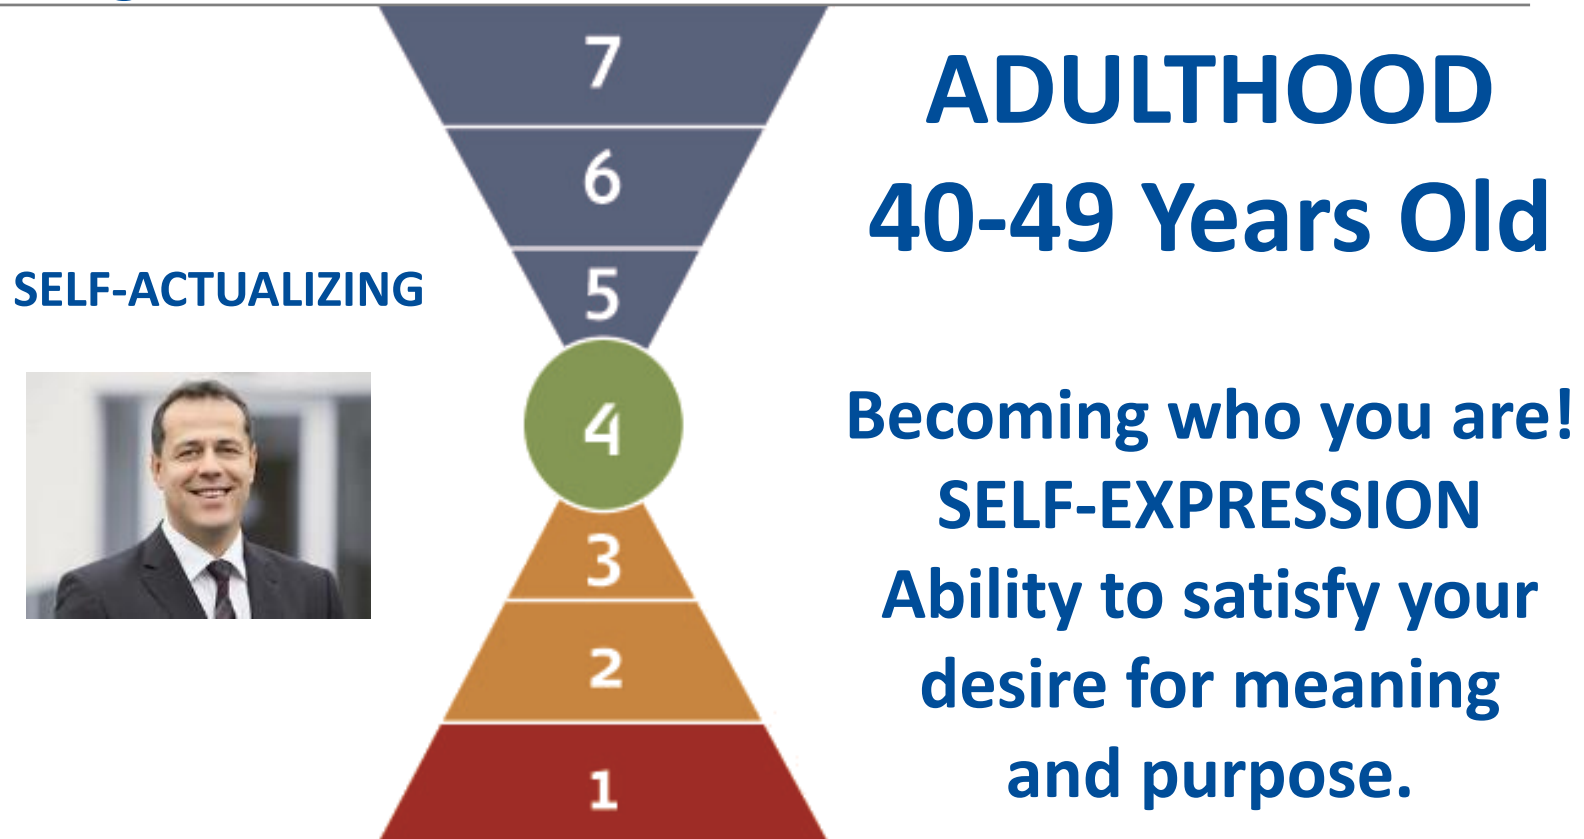 7
6
5
4
3
2
1
SELF-ACTUALIZING
ADULTHOOD
40-49 Years Old
Becoming who you are!
SELF-EXPRESSION
Ability to satisfy your
desire for meaning
and purpose.